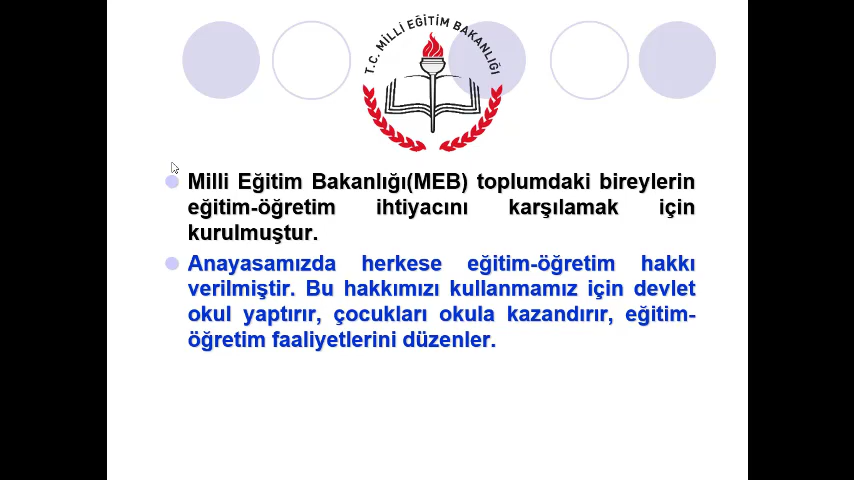 T.C. MİLLİ EĞİTİM BAKANLIĞI
Milli Eğitim Bakanlığı(MEB) toplumdaki bireylerin
eğitim-öğretim ihtiyacını karşılamak için
kurulmuştur.
Anayasamızda herkese eğitim-öğretim hakkı
verilmiştir. Bu hakkımızı kullanmamız için devlet
okul yaptırır, çocukları okula kazandırır, eğitim-
öğretim faaliyetlerini düzenler.